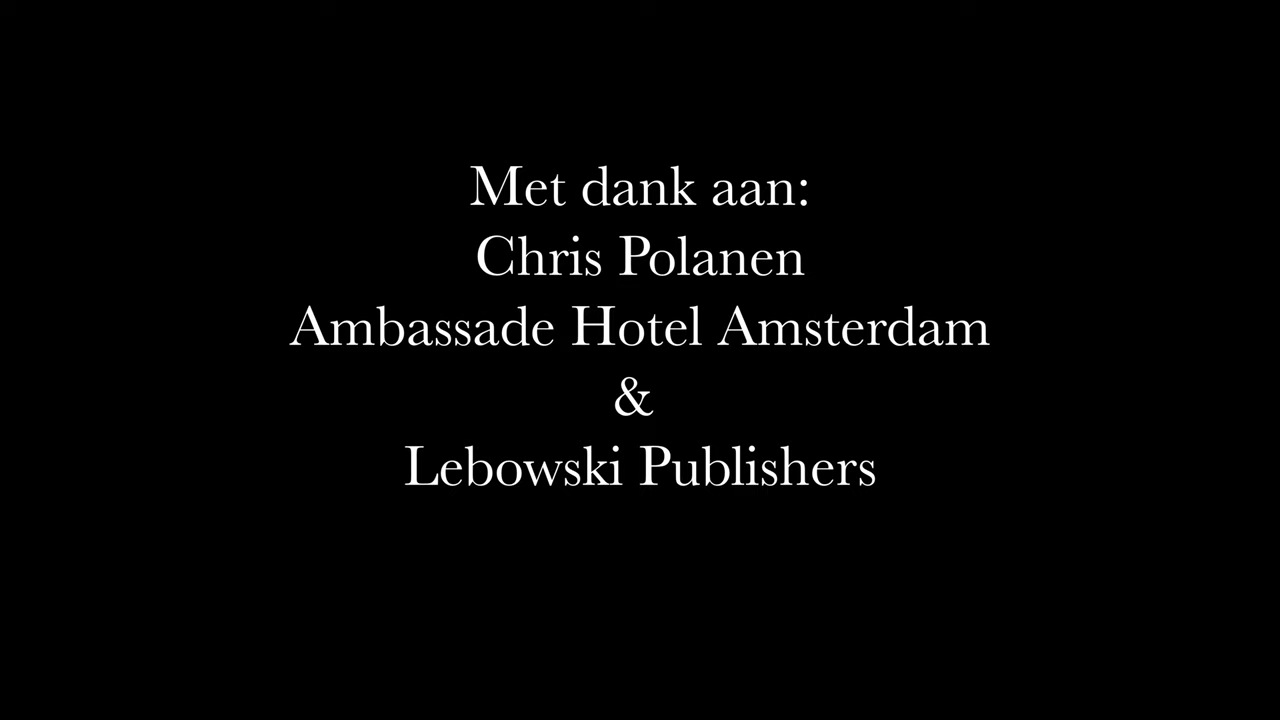 Met dank aan:
Chris Polanen
Ambassade Hotel Amsterdam
&
Lebowski Publishers